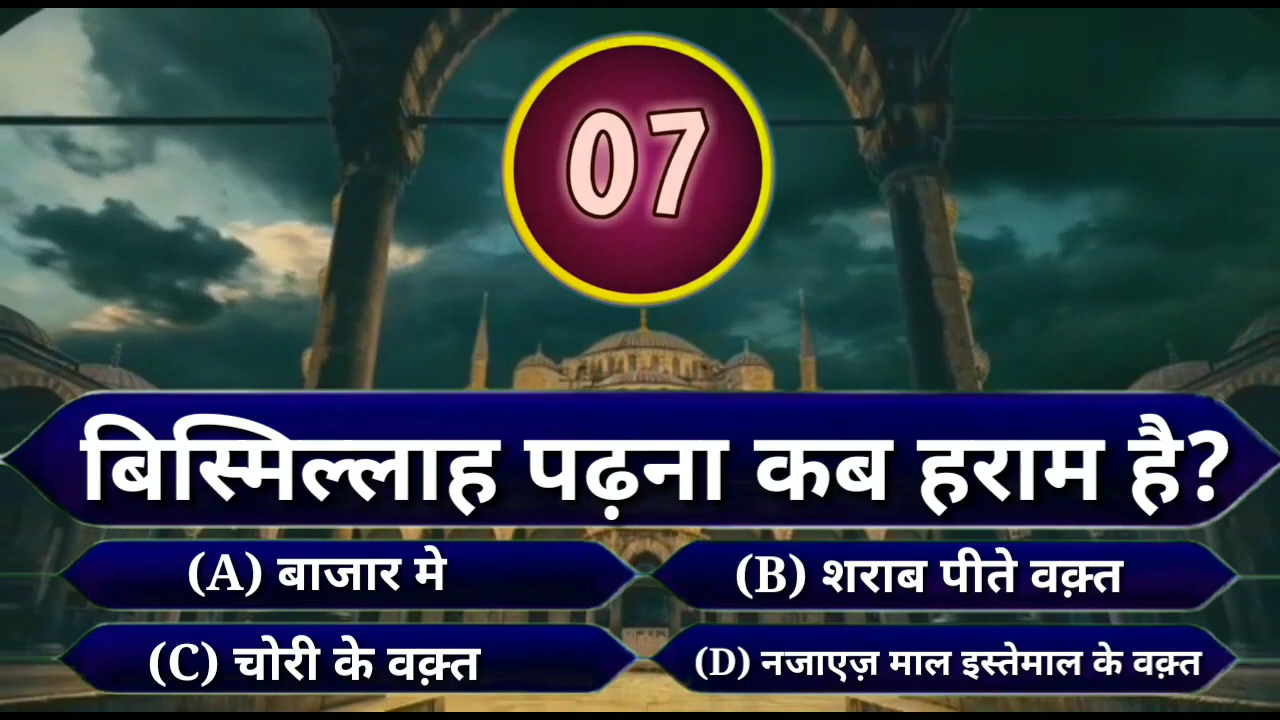 07
बिस्मिल्लाह पढ़ना कब हराम है?
(A) बाजार मे
(B) शराब पीते वक़्त
(C) चोरी के वक़्त
(D) नजाएज़ माल इस्तेमाल के वक़्त